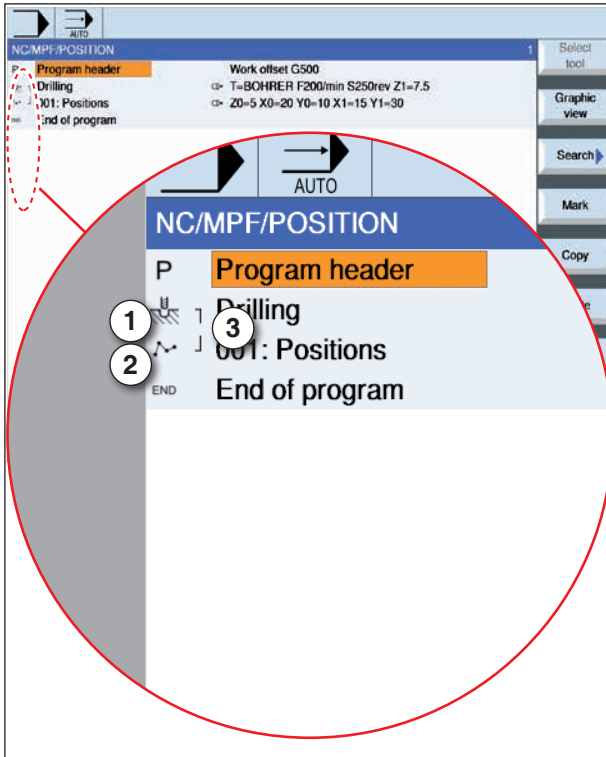 AUTO
NC/MPF/POSITION 1
P Program header Work offset G500
Drilling T=BOHRER F200/min S250rev Z1=7.5
001: Positions Z0=5 X0=20 Y0=10 X1=15 Y1=30
END End of program
Select
tool
Graphic
view
Search
Mark
Copy
AUTO
NC/MPF/POSITION
P Program header
1 Drilling
3
2 001: Positions
END End of program